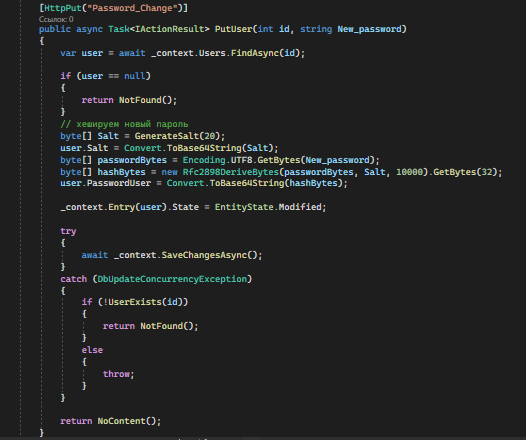 [HttpPut("Password_Change")]
Ссылок: 0
public async Task<IActionResult> PutUser(int id, string New_password)
{
var user = await _context.Users.FindAsync(id);
if (user == null)
{
return NotFound();
}
// хешируем новый пароль
byte[] Salt = GenerateSalt(20);
user.Salt = Convert.ToBase64String(Salt);
byte[] passwordBytes = Encoding.UTF8.GetBytes(New_password);
byte[] hashBytes = new Rfc2898DeriveBytes(passwordBytes, Salt, 10000).GetBytes(32);
user.PasswordUser = Convert.ToBase64String(hashBytes);
_context.Entry(user).State = EntityState.Modified;
try
{
await _context.SaveChangesAsync();
}
catch (DbUpdateConcurrencyException)
{
if (!UserExists(id))
{
return NotFound();
}
else
{
throw;
}
}
return NoContent();
}